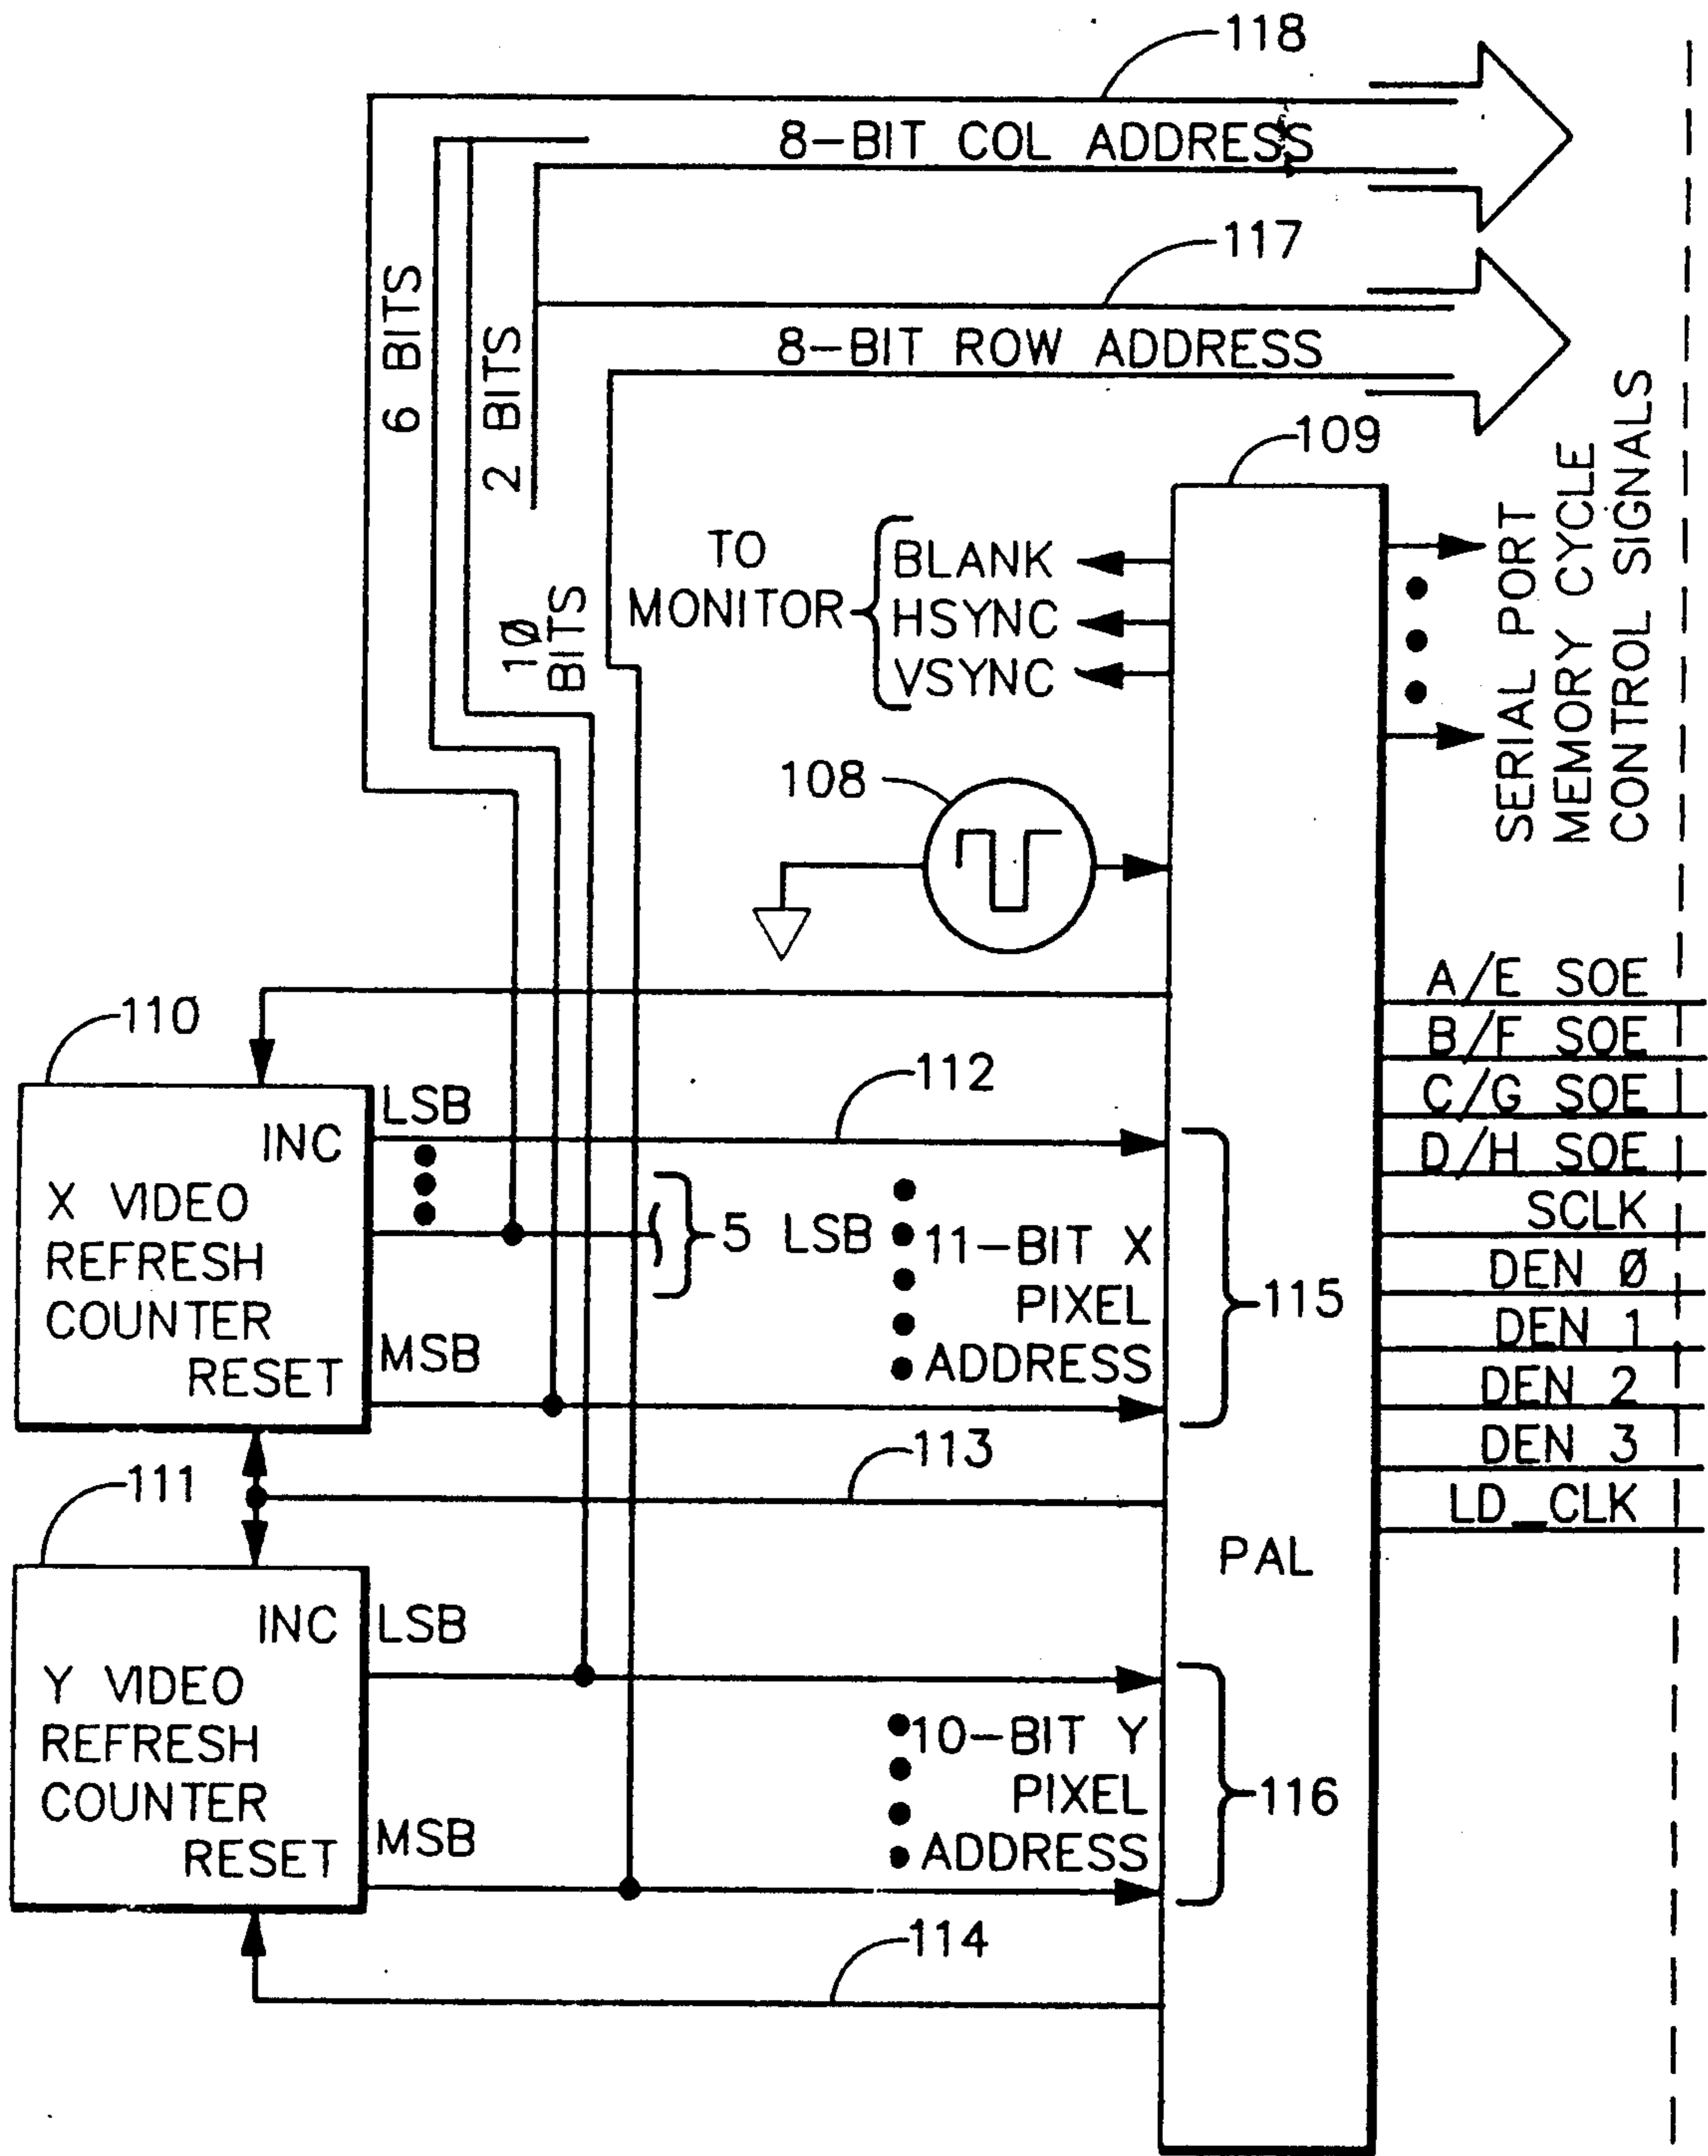 118
8-BIT COL ADDRESS
117
8-BIT ROW ADDRESS
6 BITS
2 BITS
10
BITS
109
TO
MONITOR
BLANK
HSYNC
VSYNC
SERIAL PORT
MEMORY CYCLE
CONTROL SIGNALS
108
110
INC
X VIDEO
REFRESH
COUNTER
RESET
LSB
MSB
112
5 LSB
11-BIT X
PIXEL
ADDRESS
115
A/E SOE
B/F SOE
C/G SOE
D/H SOE
SCLK
DEN Ø
DEN 1
DEN 2
DEN 3
LD_CLK
113
111
PAL
INC
Y VIDEO
REFRESH
COUNTER
RESET
LSB
MSB
10-BIT Y
PIXEL
ADDRESS
116
114